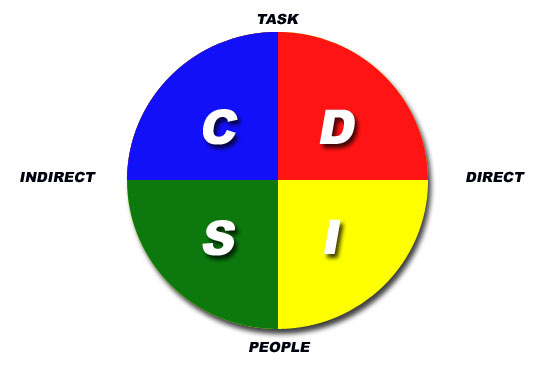 TASK
C D
INDIRECT DIRECT
S I
PEOPLE